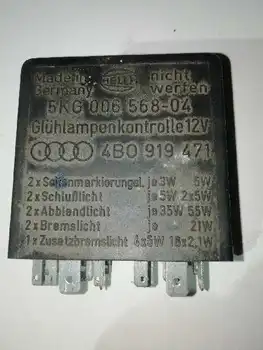 Made in HELLA nicht
Germany werfen
5KG 006 568-04
Glühlampenkontrolle 12V
4B0 919 471
2x Seitenmarkierungsl. je 3W 5W
2x Schlußlicht je 5W 2x5W
2x Abblendlicht je 35W 55W
2x Bremslicht je 21W
1x Zusatzbremslicht 4x5W 18x2,1W